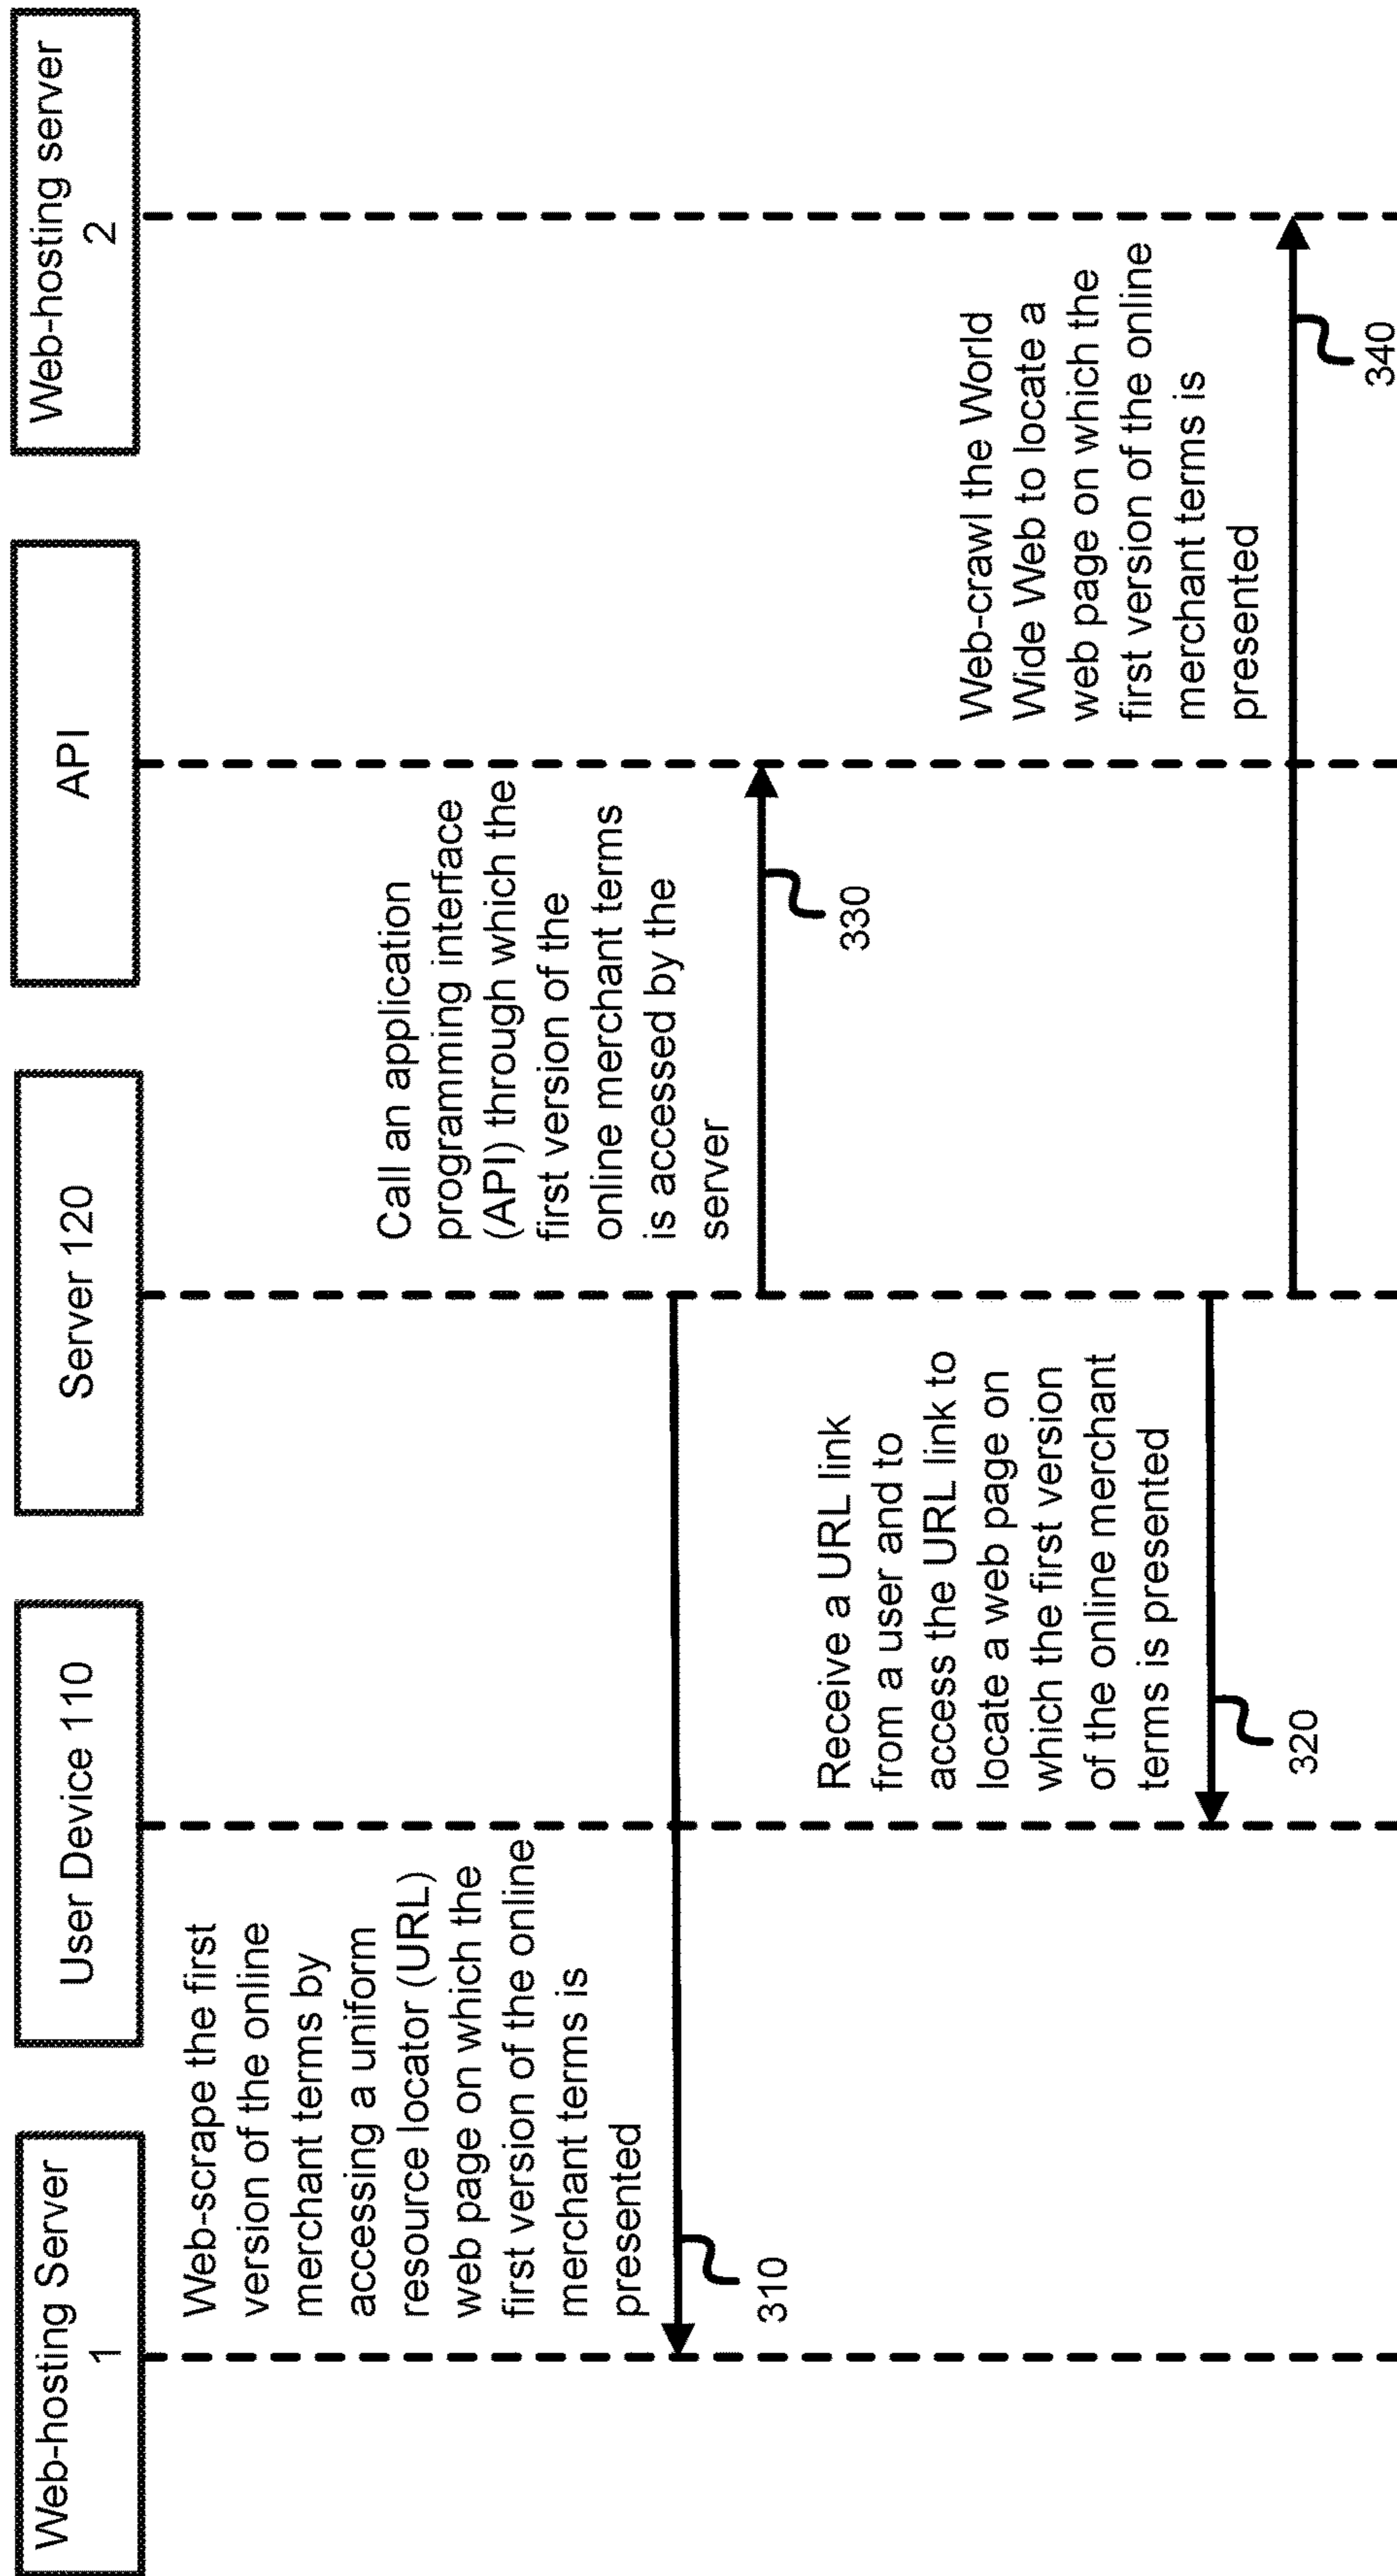 Web-hosting Server
1
User Device 110
Server 120
API
Web-hosting server
2
Web-scrape the first
version of the online
merchant terms by
accessing a uniform
resource locator (URL)
web page on which the
first version of the online
merchant terms is
presented
310
Call an application
programming interface
(API) through which the
first version of the
online merchant terms
is accessed by the
server
330
Receive a URL link
from a user and to
access the URL link to
locate a web page on
which the first version
of the online merchant
terms is presented
320
Web-crawl the World
Wide Web to locate a
web page on which the
first version of the online
merchant terms is
presented
340